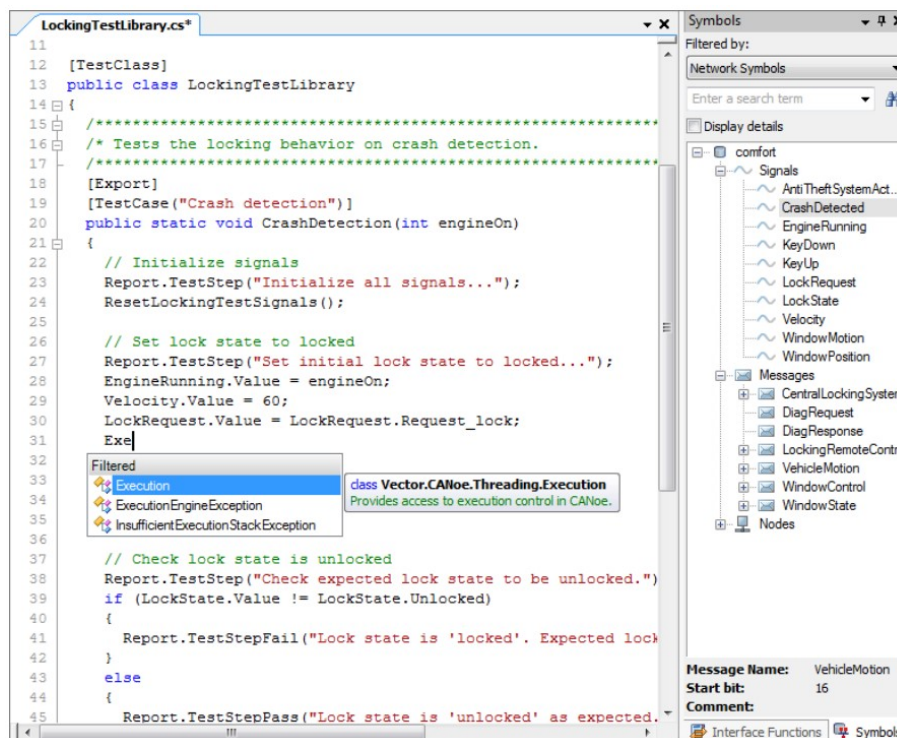 LockingTestLibrary.cs*
11
12 [TestClass]
13 public class LockingTestLibrary
14 {
15 /*************************************************************
16 /* Tests the locking behavior on crash detection.
17 /*************************************************************
18 [Export]
19 [TestCase("Crash detection")]
20 public static void CrashDetection(int engineOn)
21 {
22 // Initialize signals
23 Report.TestStep("Initialize all signals...");
24 ResetLockingTestSignals();
25
26 // Set lock state to locked
27 Report.TestStep("Set initial lock state to locked...");
28 EngineRunning.Value = engineOn;
29 Velocity.Value = 60;
30 LockRequest.Value = LockRequest.Request_lock;
31 Exe
32
33
34
35
36
Filtered
Execution
ExecutionEngineException
InsufficientExecutionStackException
class Vector.CANoe.Threading.Execution
Provides access to execution control in CANoe.
37 // Check lock state is unlocked
38 Report.TestStep("Check expected lock state to be unlocked.")
39 if (LockState.Value != LockState.Unlocked)
40 {
41 Report.TestStepFail("Lock state is 'locked'. Expected lock
42 }
43 else
44 {
45 Report.TestStepPass("Lock state is 'unlocked' as expected.
Symbols
Filtered by:
Network Symbols
Enter a search term
Display details
comfort
Signals
AntiTheftSystemAct...
CrashDetected
EngineRunning
KeyDown
KeyUp
LockRequest
LockState
Velocity
WindowMotion
WindowPosition
Messages
CentralLockingSystem
DiagRequest
DiagResponse
LockingRemoteContr
VehicleMotion
WindowControl
WindowState
Nodes
Message Name: VehicleMotion
Start bit: 16
Comment:
Interface Functions
Symbols